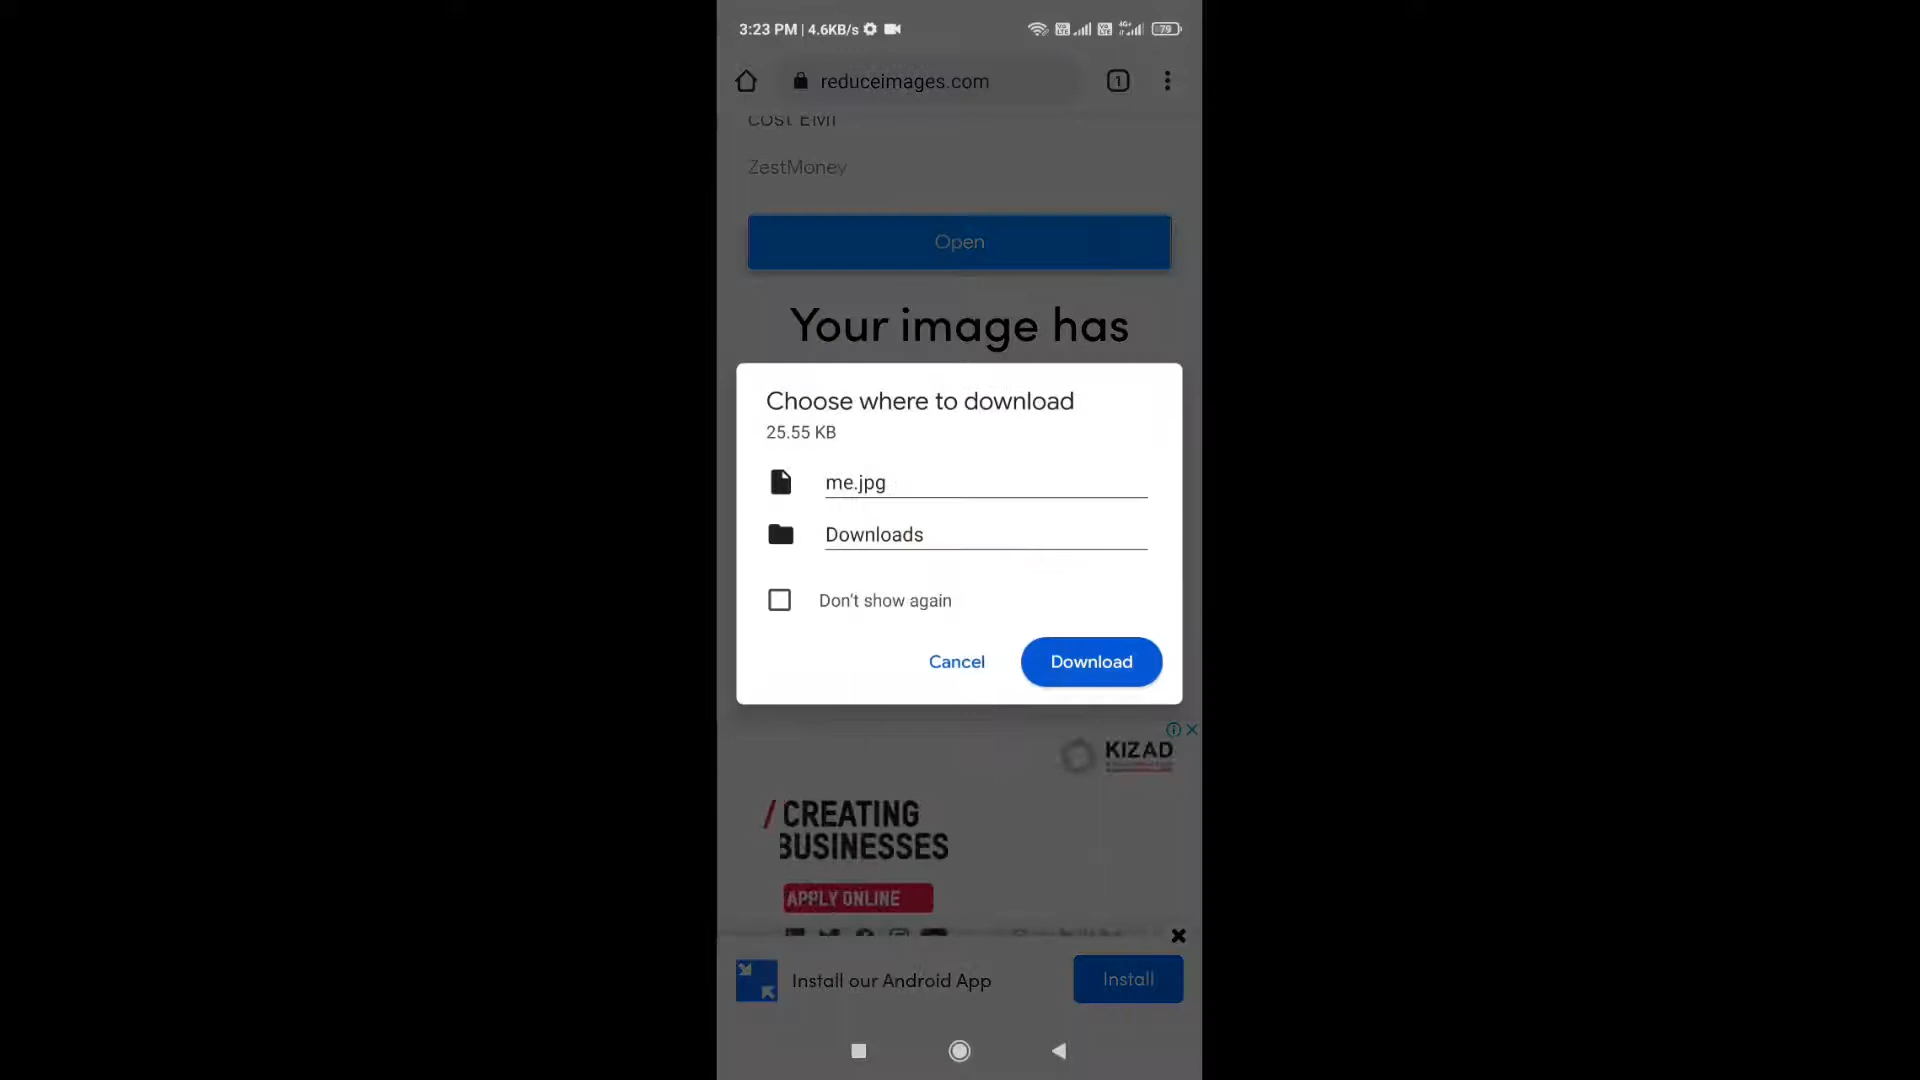 3:23 PM | 4.6KB/s 79
reduceimages.com 1
cost EMI
ZestMoney
Open
Your image has
Choose where to download
25.55 KB
me.jpg
Downloads
Don't show again
Cancel Download
KIZAD
/ CREATING
BUSINESSES
APPLY ONLINE
Install our Android App Install